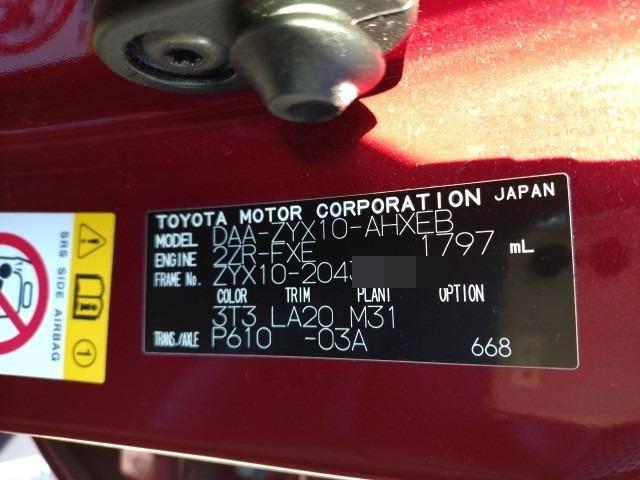 TOYOTA MOTOR CORPORATION JAPAN
MODEL DAA-ZYX10-AHXEB
ENGINE 2ZR-FXE 1797 mL
FRAME No. ZYX10-204
COLOR TRIM PLANT OPTION
3T3 LA20 M31
TRANS./AXLE P610 -03A
668
SRS SIDE AIRBAG
1